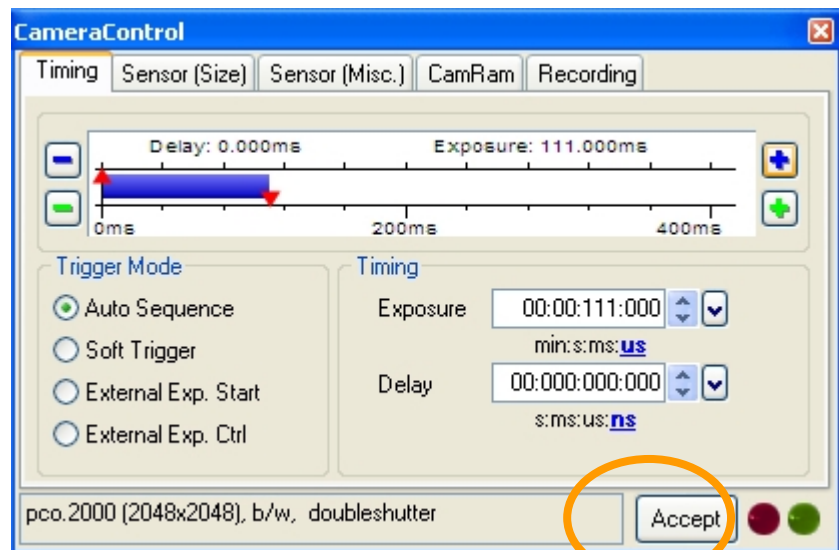 CameraControl
Timing Sensor (Size) Sensor (Misc.) CamRam Recording
Delay: 0.000ms Exposure: 111.000ms
0ms 200ms 400ms
Trigger Mode
Auto Sequence
Soft Trigger
External Exp. Start
External Exp. Ctrl
Timing
Exposure 00:00:111:000
min:s:ms:us
Delay 00:000:000:000
s:ms:us:ns
pco.2000 (2048x2048), b/w, doubleshutter
Accept